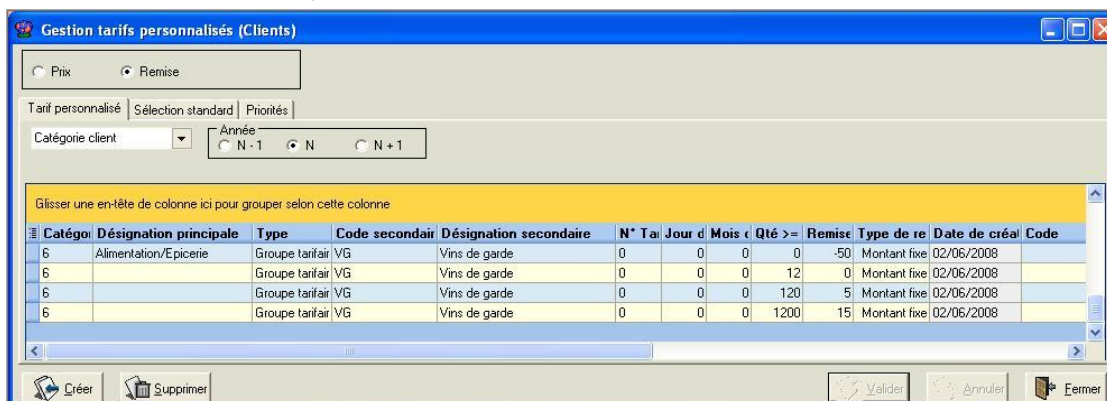 Gestion tarifs personnalisés (Clients)
Prix Remise
Tarif personnalisé Sélection standard Priorités
Catégorie client Année N - 1 N N + 1
Glisser une en-tête de colonne ici pour grouper selon cette colonne
Catégor Désignation principale Type Code secondair Désignation secondaire N° Tar Jour d Mois d Qté >= Remise Type de re Date de créat Code
6 Alimentation/Epicerie Groupe tarifair VG Vins de garde 0 0 0 0 -50 Montant fixe 02/06/2008
6 Groupe tarifair VG Vins de garde 0 0 0 12 0 Montant fixe 02/06/2008
6 Groupe tarifair VG Vins de garde 0 0 0 120 5 Montant fixe 02/06/2008
6 Groupe tarifair VG Vins de garde 0 0 0 1200 15 Montant fixe 02/06/2008
Créer Supprimer Valider Annuler Fermer